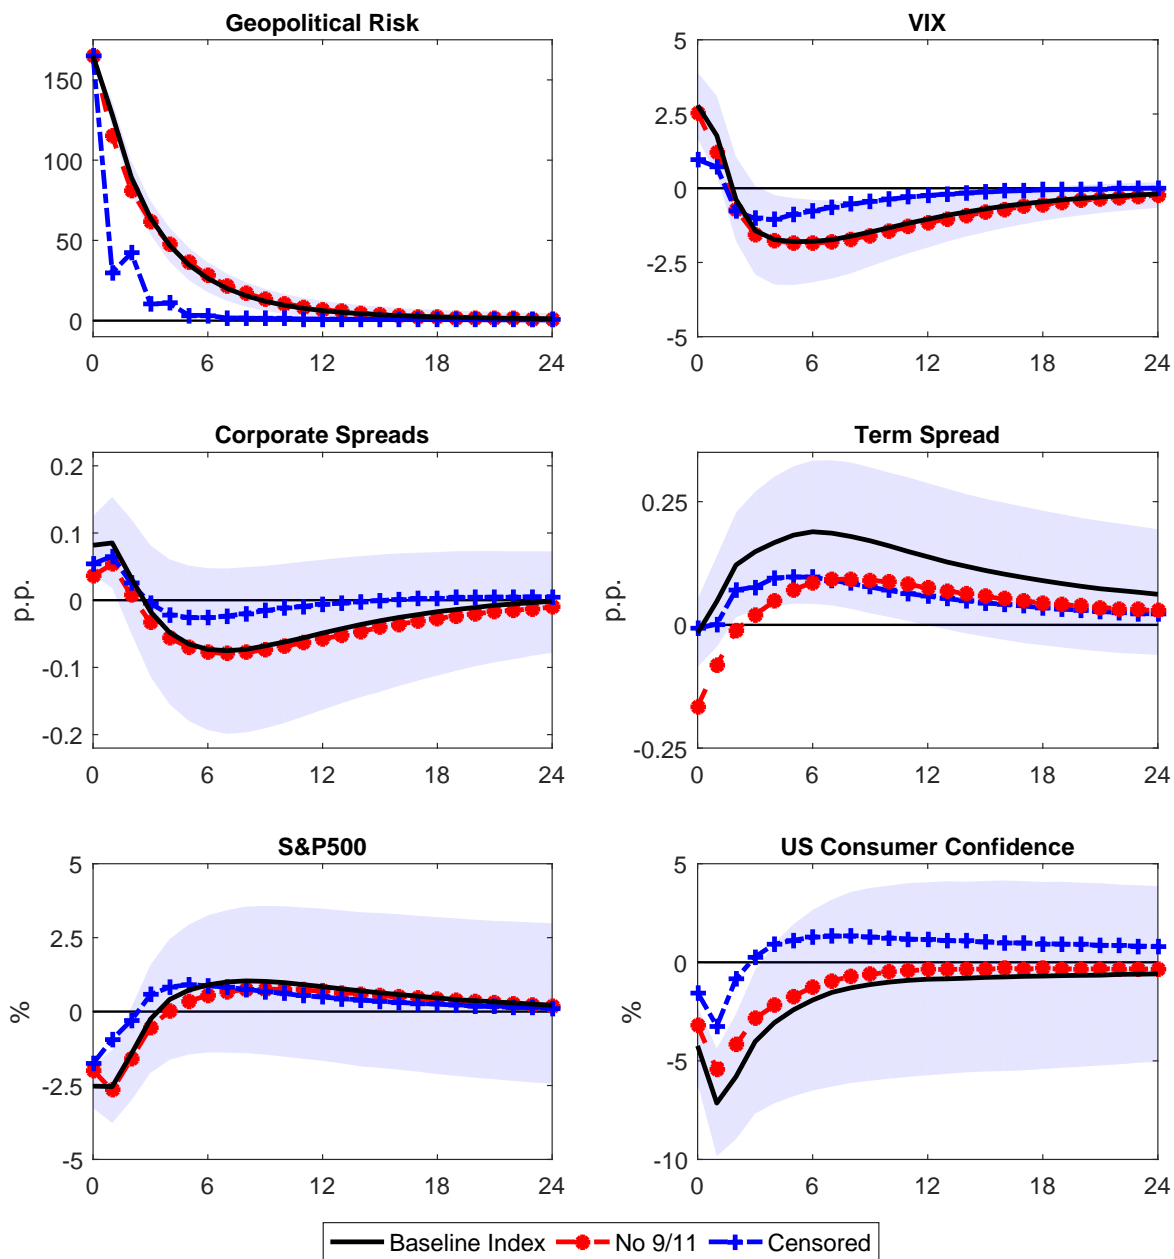 Geopolitical Risk
150
100
50
0
0 6 12 18 24
VIX
5
2.5
0
-2.5
-5
0 6 12 18 24
Corporate Spreads
p.p.
0.2
0.1
0
-0.1
-0.2
0 6 12 18 24
Term Spread
p.p.
0.25
0
-0.25
0 6 12 18 24
S&P500
%
5
2.5
0
-2.5
-5
0 6 12 18 24
US Consumer Confidence
%
5
0
-5
-10
0 6 12 18 24
Baseline Index No 9/11 Censored